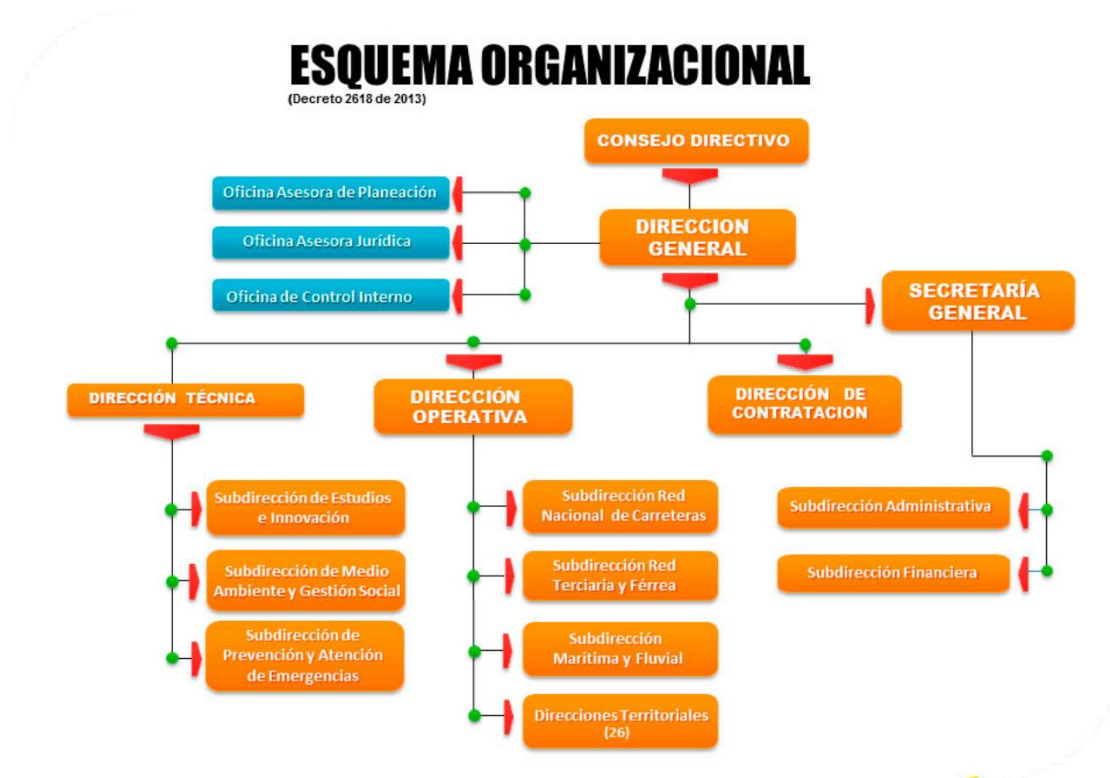 ESQUEMA ORGANIZACIONAL
(Decreto 2618 de 2013)
CONSEJO DIRECTIVO
Oficina Asesora de Planeación
DIRECCION
GENERAL
Oficina Asesora Jurídica
Oficina de Control Interno
SECRETARÍA
GENERAL
DIRECCIÓN TÉCNICA
DIRECCIÓN
OPERATIVA
DIRECCIÓN DE
CONTRATACION
Subdirección de Estudios
e Innovación
Subdirección de Medio
Ambiente y Gestión Social
Subdirección de
Prevención y Atención
de Emergencias
Subdirección Red
Nacional de Carreteras
Subdirección Red
Terciaria y Férrea
Subdirección
Marítima y Fluvial
Direcciones Territoriales
(26)
Subdirección Administrativa
Subdirección Financiera